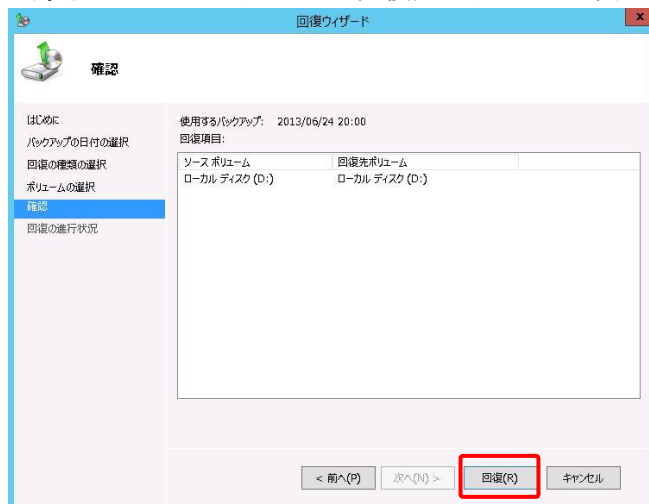 回復ウィザード
x
確認
はじめに
バックアップの日付の選択
回復の種類の選択
ボリュームの選択
確認
回復の進行状況
使用するバックアップ: 2013/06/24 20:00
回復項目:
ソース ボリューム 回復先ボリューム
ローカル ディスク (D:) ローカル ディスク (D:)
< 前へ(P) 次へ(N) > 回復(R) キャンセル